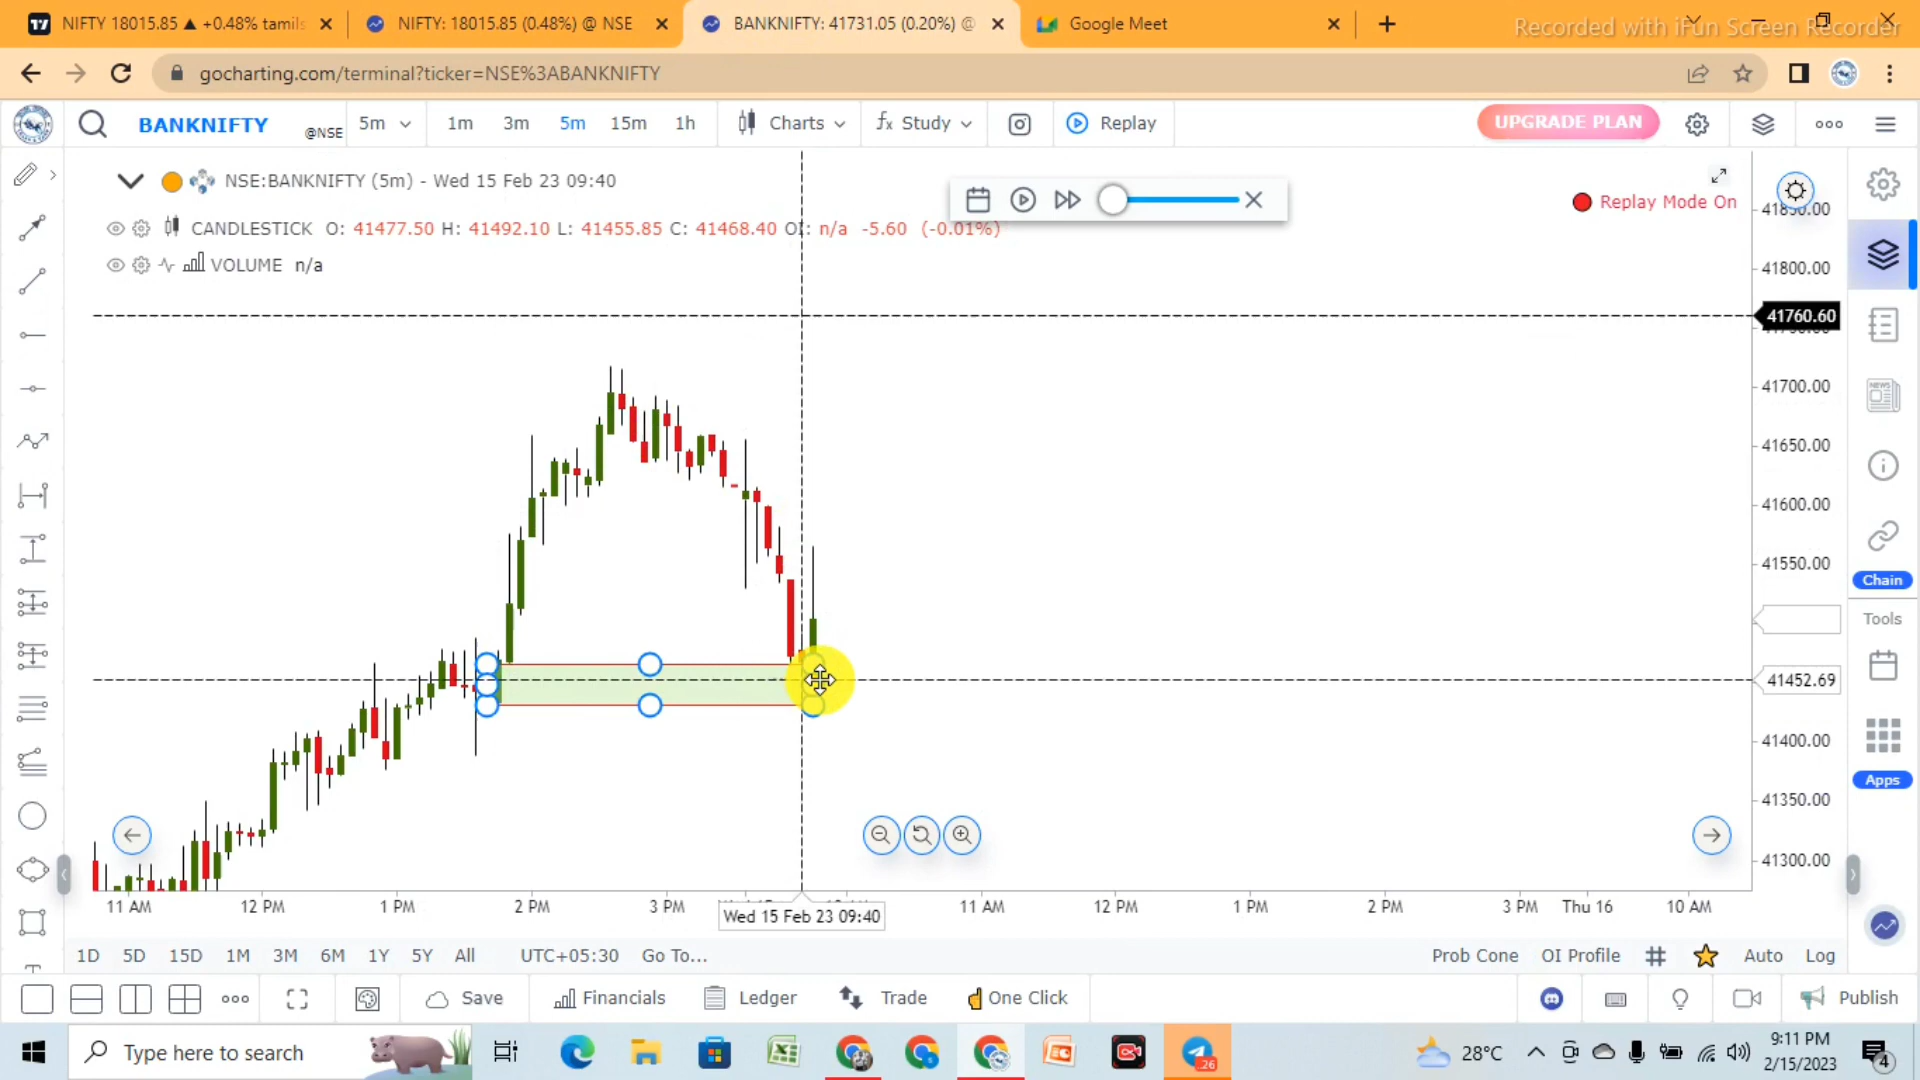 NIFTY 18015.85 ▲ +0.48% tamils
NIFTY: 18015.85 (0.48%) @ NSE
BANKNIFTY: 41731.05 (0.20%) @
Google Meet
Recorded with iFun Screen Recorder
gocharting.com/terminal?ticker=NSE%3ABANKNIFTY
BANKNIFTY @NSE 5m 1m 3m 5m 15m 1h Charts fx Study Replay UPGRADE PLAN
NSE:BANKNIFTY (5m) - Wed 15 Feb 23 09:40
Replay Mode On
CANDLESTICK O: 41477.50 H: 41492.10 L: 41455.85 C: 41468.40 OI: n/a -5.60 (-0.01%)
VOLUME n/a
41800.00
41760.60
41700.00
41650.00
41600.00
41550.00
41452.69
41400.00
41350.00
41300.00
NEWS
Chain
Tools
Apps
11 AM 12 PM 1 PM 2 PM 3 PM 11 AM 12 PM 1 PM 2 PM 3 PM Thu 16 10 AM
Wed 15 Feb 23 09:40
1D 5D 15D 1M 3M 6M 1Y 5Y All UTC+05:30 Go To... Prob Cone OI Profile Auto Log
Save Financials Ledger Trade One Click Publish
Type here to search
26
28°C
9:11 PM
2/15/2023
4